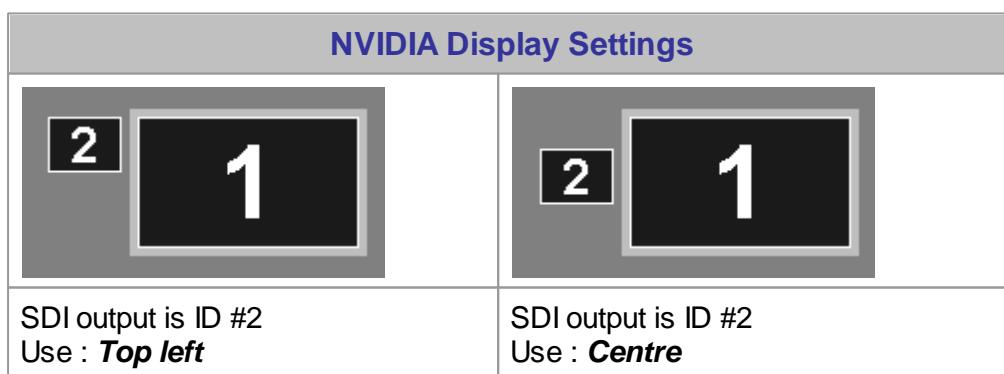 NVIDIA Display Settings
2
1
2
1
SDI output is ID #2
Use : Top left
SDI output is ID #2
Use : Centre